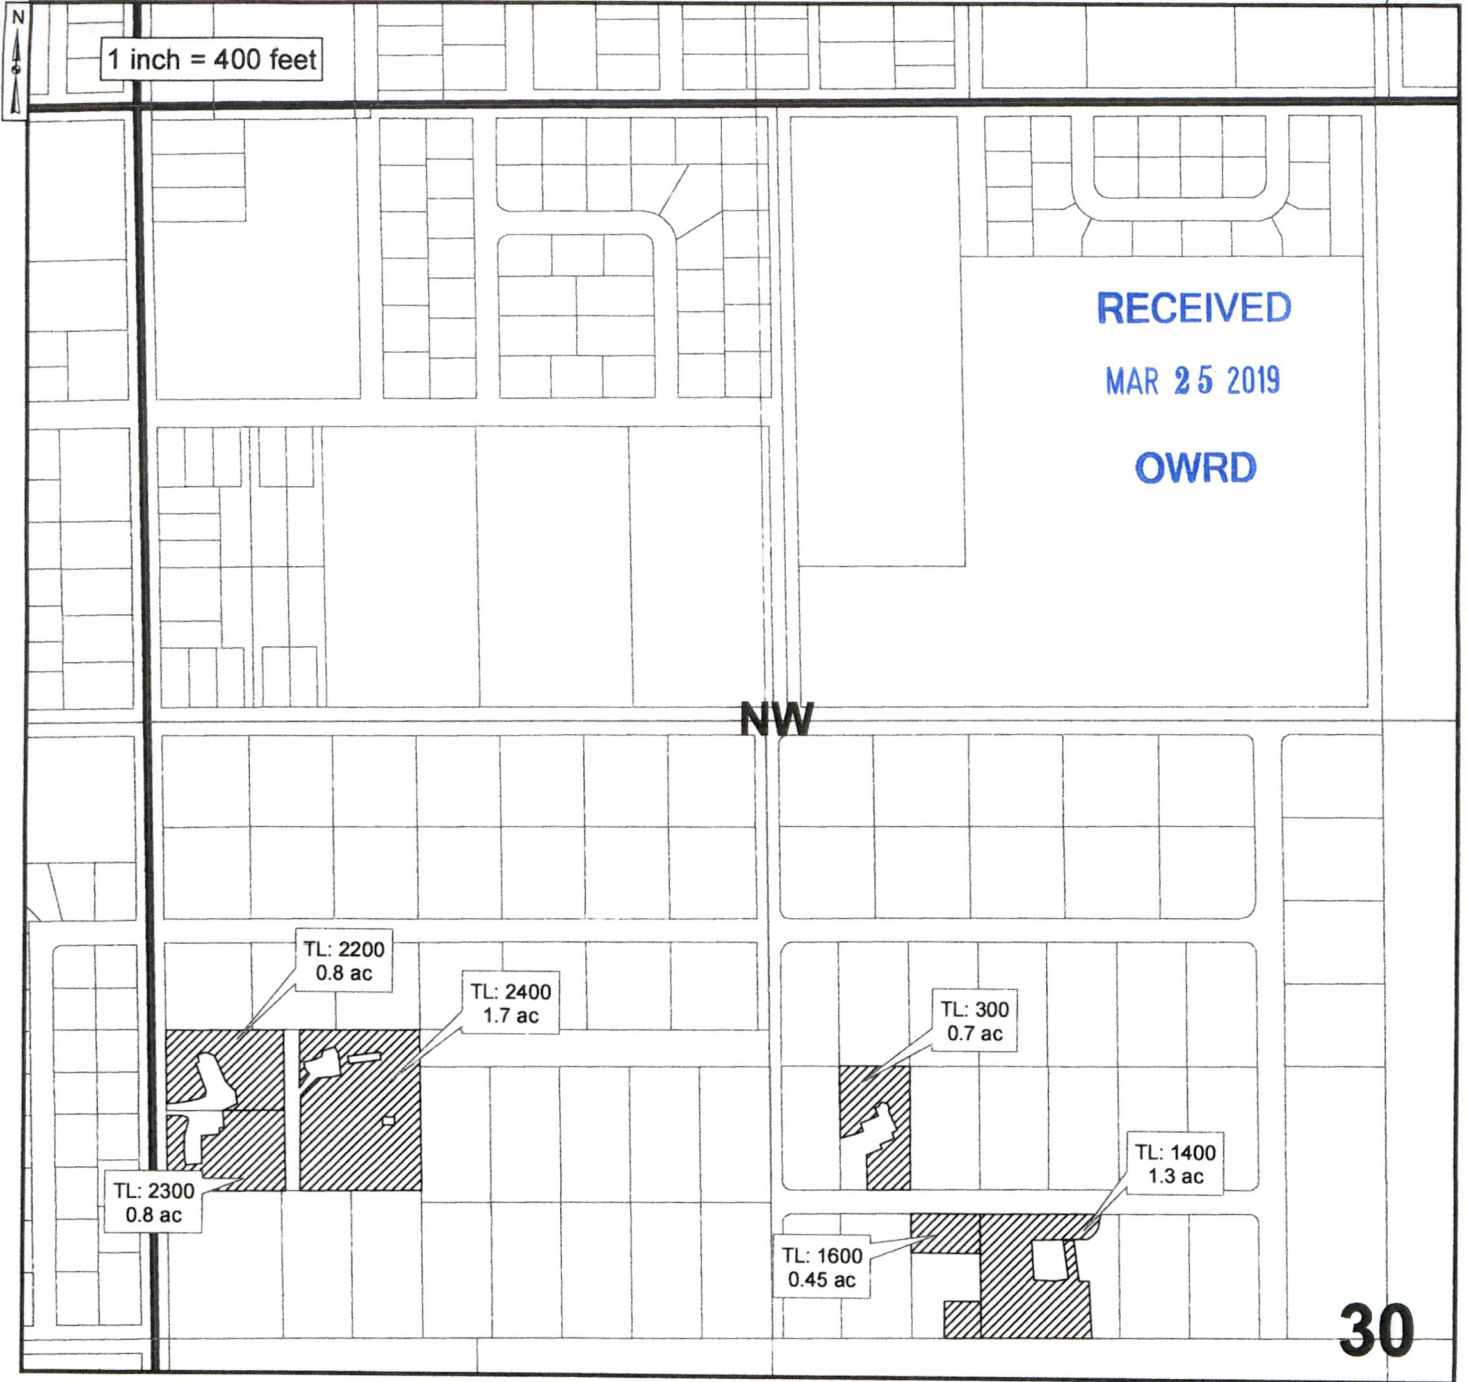 N
1 inch = 400 feet
RECEIVED
MAR 25 2019
OWRD
NW
TL: 2200
0.8 ac
TL: 2400
1.7 ac
TL: 300
0.7 ac
TL: 1400
1.3 ac
TL: 2300
0.8 ac
TL: 1600
0.45 ac
30